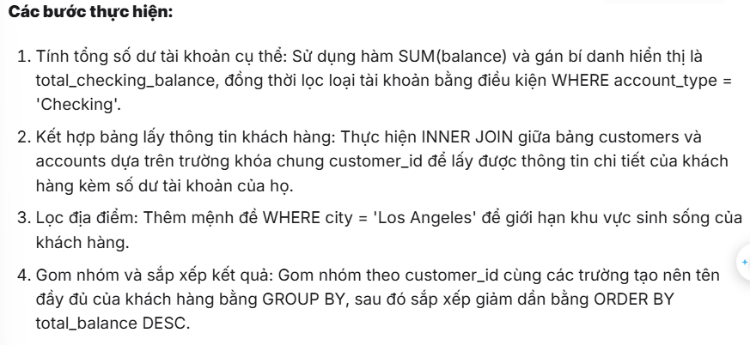 Các bước thực hiện:
1. Tính tổng số dư tài khoản cụ thể: Sử dụng hàm SUM(balance) và gán bí danh hiển thị là
total_checking_balance, đồng thời lọc loại tài khoản bằng điều kiện WHERE account_type =
'Checking'.
2. Kết hợp bảng lấy thông tin khách hàng: Thực hiện INNER JOIN giữa bảng customers và
accounts dựa trên trường khóa chung customer_id để lấy được thông tin chi tiết của khách
hàng kèm số dư tài khoản của họ.
3. Lọc địa điểm: Thêm mệnh đề WHERE city = 'Los Angeles' để giới hạn khu vực sinh sống của
khách hàng.
4. Gom nhóm và sắp xếp kết quả: Gom nhóm theo customer_id cùng các trường tạo nên tên
đầy đủ của khách hàng bằng GROUP BY, sau đó sắp xếp giảm dần bằng ORDER BY
total_balance DESC.